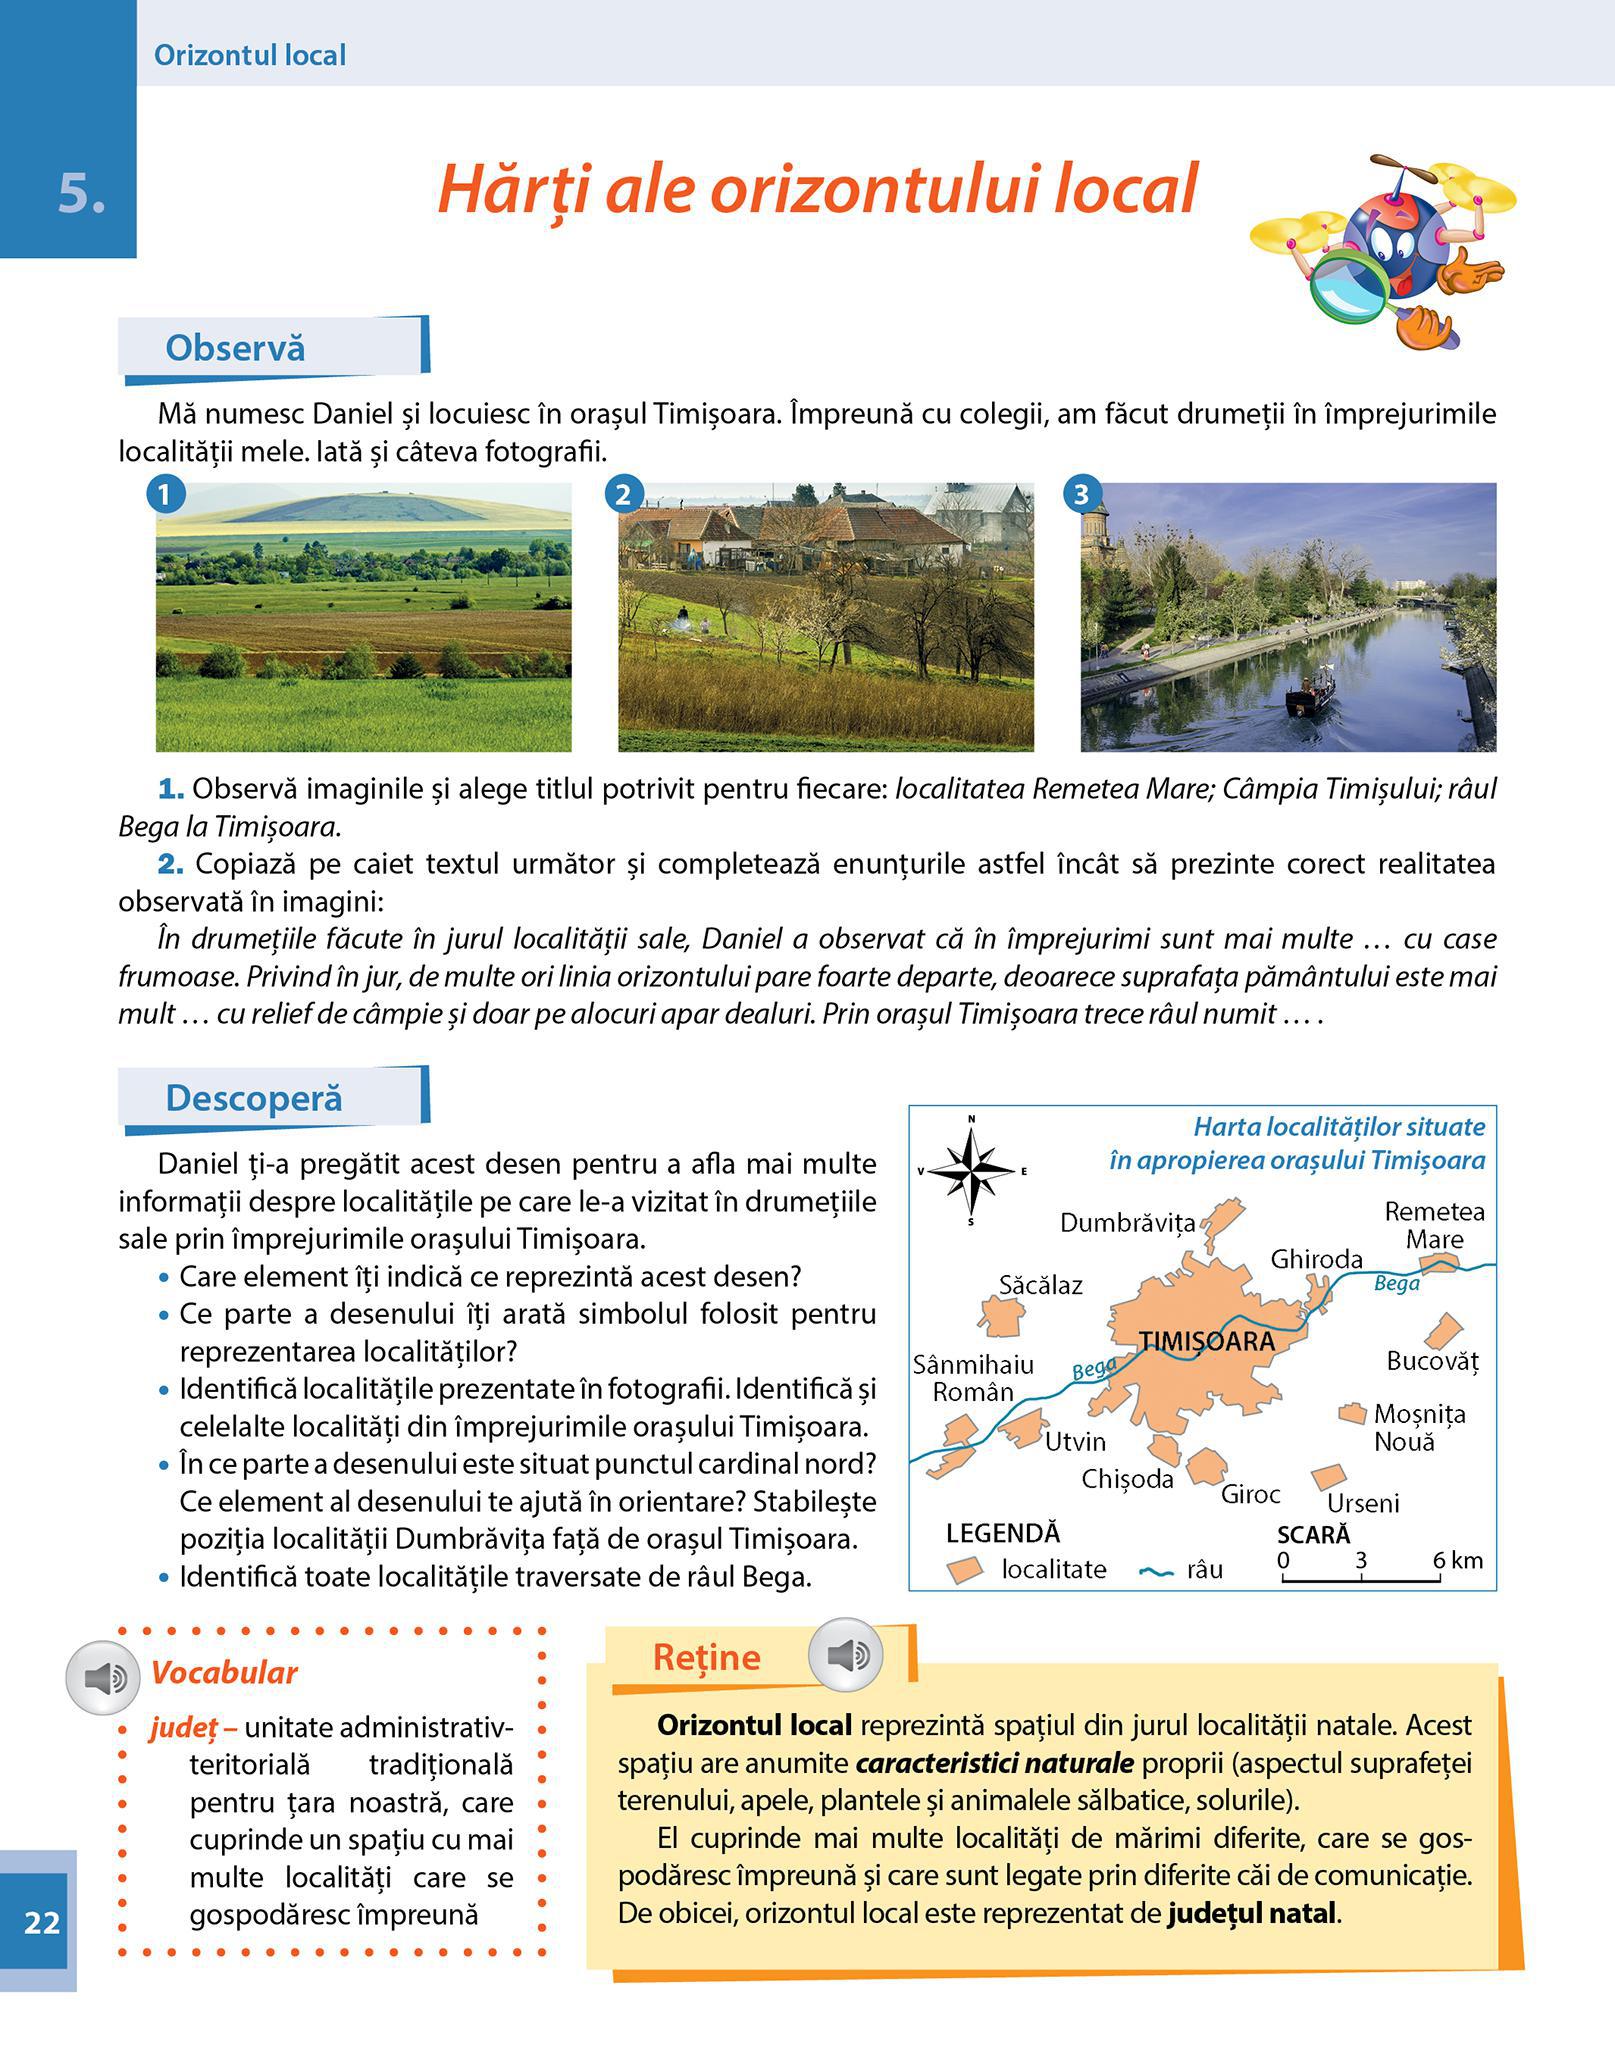 Orizontul local
5.
Hărți ale orizontului local
Observă
Mă numesc Daniel și locuiesc în orașul Timișoara. Împreună cu colegii, am făcut drumeții în împrejurimile
localității mele. Iată și câteva fotografii.
1
2
3
1. Observă imaginile și alege titlul potrivit pentru fiecare: localitatea Remetea Mare; Câmpia Timișului; râul
Bega la Timișoara.
2. Copiază pe caiet textul următor și completează enunțurile astfel încât să prezinte corect realitatea
observată în imagini:
În drumețiile făcute în jurul localității sale, Daniel a observat că în împrejurimi sunt mai multe … cu case
frumoase. Privind în jur, de multe ori linia orizontului pare foarte departe, deoarece suprafața pământului este mai
mult … cu relief de câmpie și doar pe alocuri apar dealuri. Prin orașul Timișoara trece râul numit … .
Descoperă
Daniel ți-a pregătit acest desen pentru a afla mai multe
informații despre localitățile pe care le-a vizitat în drumețiile
sale prin împrejurimile orașului Timișoara.
• Care element îți indică ce reprezintă acest desen?
• Ce parte a desenului îți arată simbolul folosit pentru
reprezentarea localităților?
• Identifică localitățile prezentate în fotografii. Identifică și
celelalte localități din împrejurimile orașului Timișoara.
• În ce parte a desenului este situat punctul cardinal nord?
Ce element al desenului te ajută în orientare? Stabilește
poziția localității Dumbrăvița față de orașul Timișoara.
• Identifică toate localitățile traversate de râul Bega.
Harta localităților situate
în apropierea orașului Timișoara
N
V
E
S
Dumbrăvița
Remetea
Mare
Ghiroda
Bega
Săcălaz
TIMIȘOARA
Sânmihaiu
Român
Bega
Bucovăț
Moșnița
Nouă
Utvin
Chișoda
Giroc
Urseni
LEGENDĂ
localitate
râu
SCARĂ
0 3 6 km
Vocabular
județ – unitate administrativ-
teritorială tradițională
pentru țara noastră, care
cuprinde un spațiu cu mai
multe localități care se
gospodăresc împreună
Reține
Orizontul local reprezintă spațiul din jurul localității natale. Acest
spațiu are anumite caracteristici naturale proprii (aspectul suprafeței
terenului, apele, plantele și animalele sălbatice, solurile).
El cuprinde mai multe localități de mărimi diferite, care se gos-
podăresc împreună și care sunt legate prin diferite căi de comunicație.
De obicei, orizontul local este reprezentat de județul natal.
22